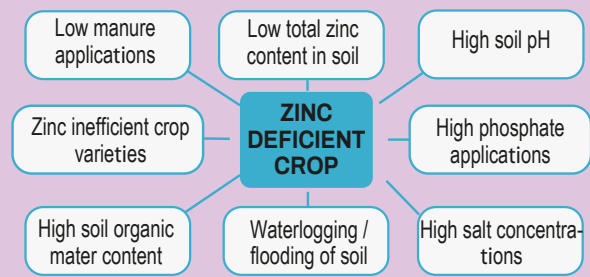 Low manure
applications
Low total zinc
content in soil
High soil pH
Zinc inefficient crop
varieties
ZINC
DEFICIENT
CROP
High phosphate
applications
High soil organic
mater content
Waterlogging /
flooding of soil
High salt concentra-
tions